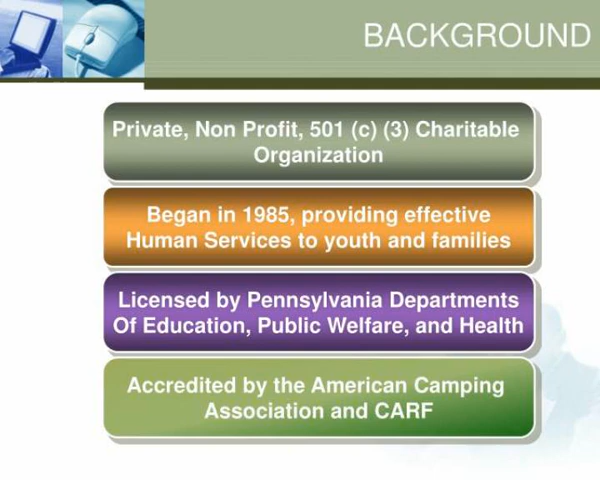 BACKGROUND
Private, Non Profit, 501 (c) (3) Charitable
Organization
Began in 1985, providing effective
Human Services to youth and families
Licensed by Pennsylvania Departments
Of Education, Public Welfare, and Health
Accredited by the American Camping
Association and CARF